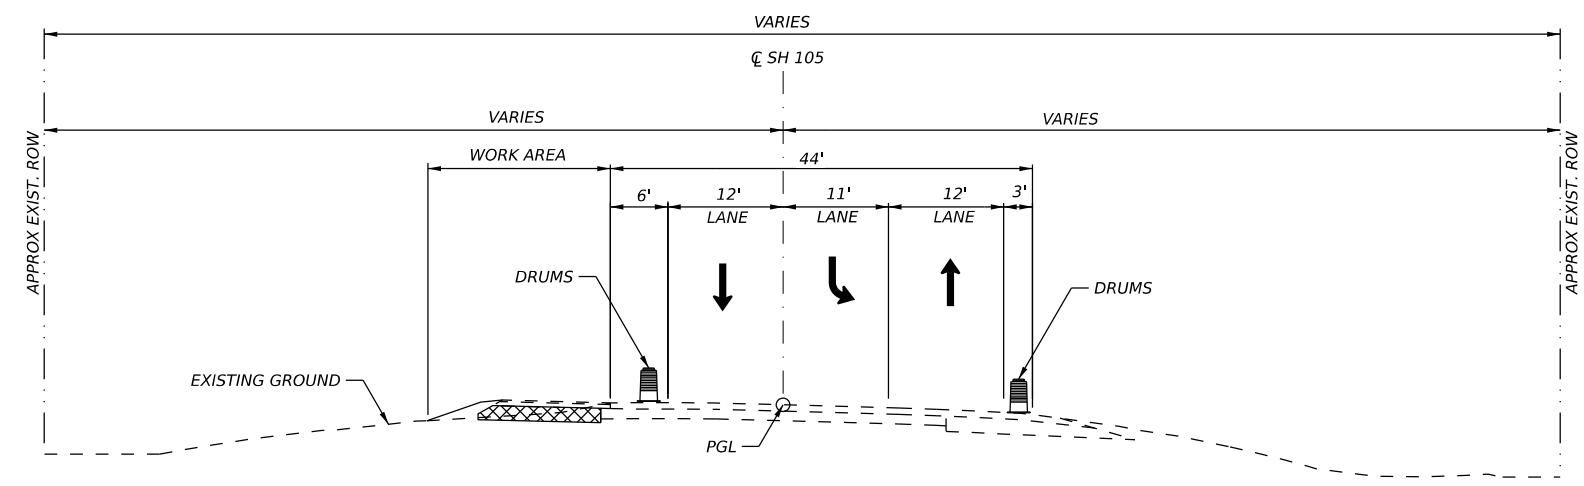 VARIES
℄ SH 105
VARIES
VARIES
APPROX EXIST. ROW
APPROX EXIST. ROW
WORK AREA
44'
6'
12'
LANE
11'
LANE
12'
LANE
3'
DRUMS
DRUMS
EXISTING GROUND
PGL